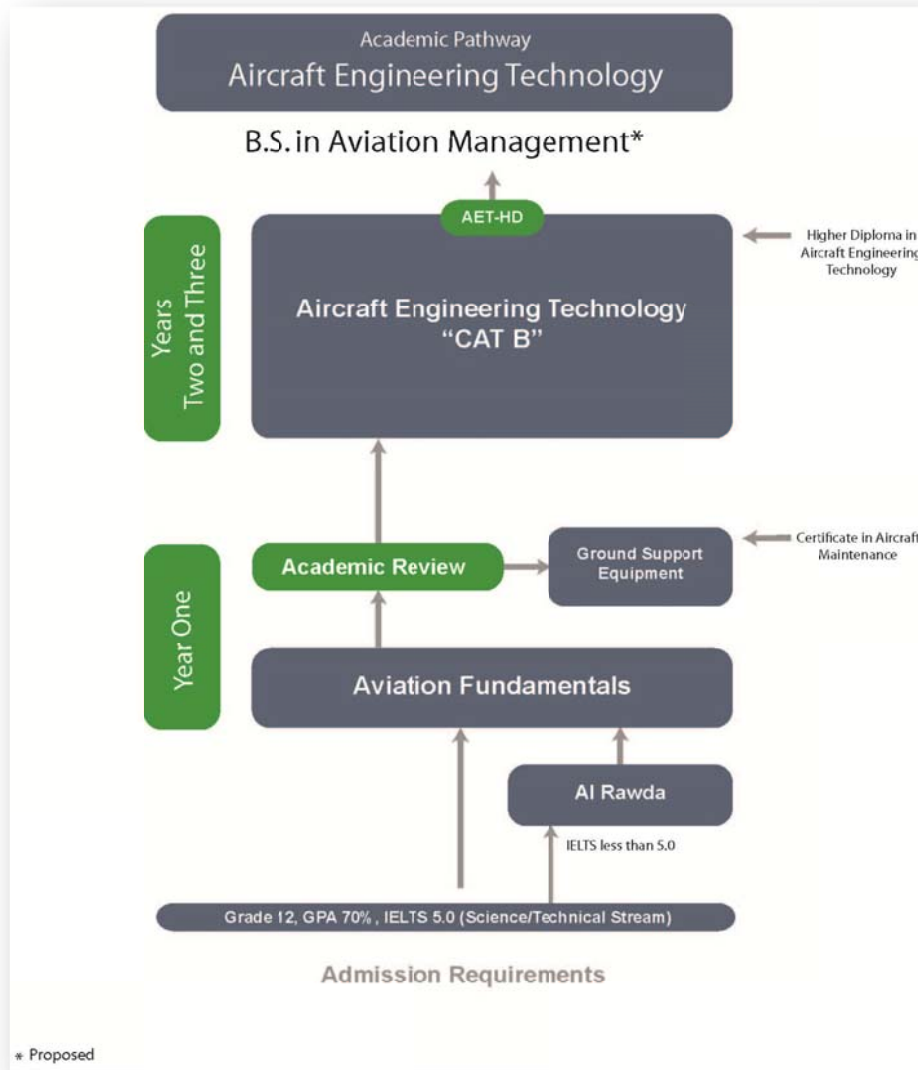 Academic Pathway
Aircraft Engineering Technology
B.S. in Aviation Management*
AET-HD
Years
Two and Three
Aircraft Engineering Technology
“CAT B”
Higher Diploma in
Aircraft Engineering
Technology
Year One
Academic Review
Ground Support
Equipment
Certificate in Aircraft
Maintenance
Aviation Fundamentals
Al Rawda
IELTS less than 5.0
Grade 12, GPA 70% , IELTS 5.0 (Science/Technical Stream)
Admission Requirements
* Proposed